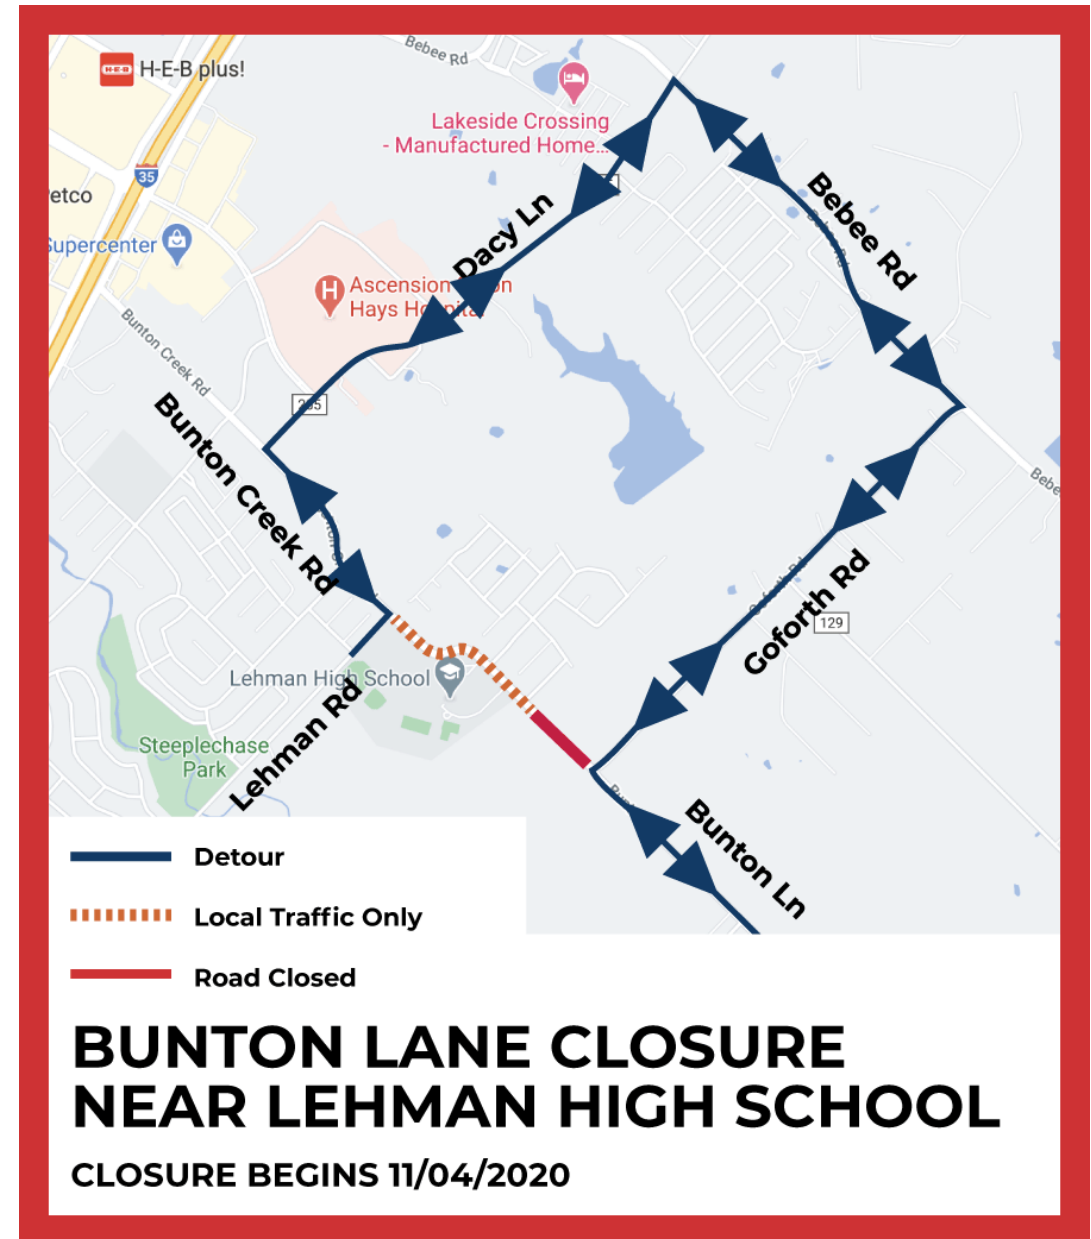 Bebee Rd
H-E-B
H-E-B plus!
Lakeside Crossing
- Manufactured Home...
35
etco
Bebee Rd
Supercenter
Dacy Ln
Ascension
Hays
Bunton Creek Rd
Bunton Creek Rd
Goforth Rd
129
Lehman High School
Lehman Rd
Steeplechase
Park
Bunton Ln
Detour
Local Traffic Only
Road Closed
BUNTON LANE CLOSURE
NEAR LEHMAN HIGH SCHOOL
CLOSURE BEGINS 11/04/2020